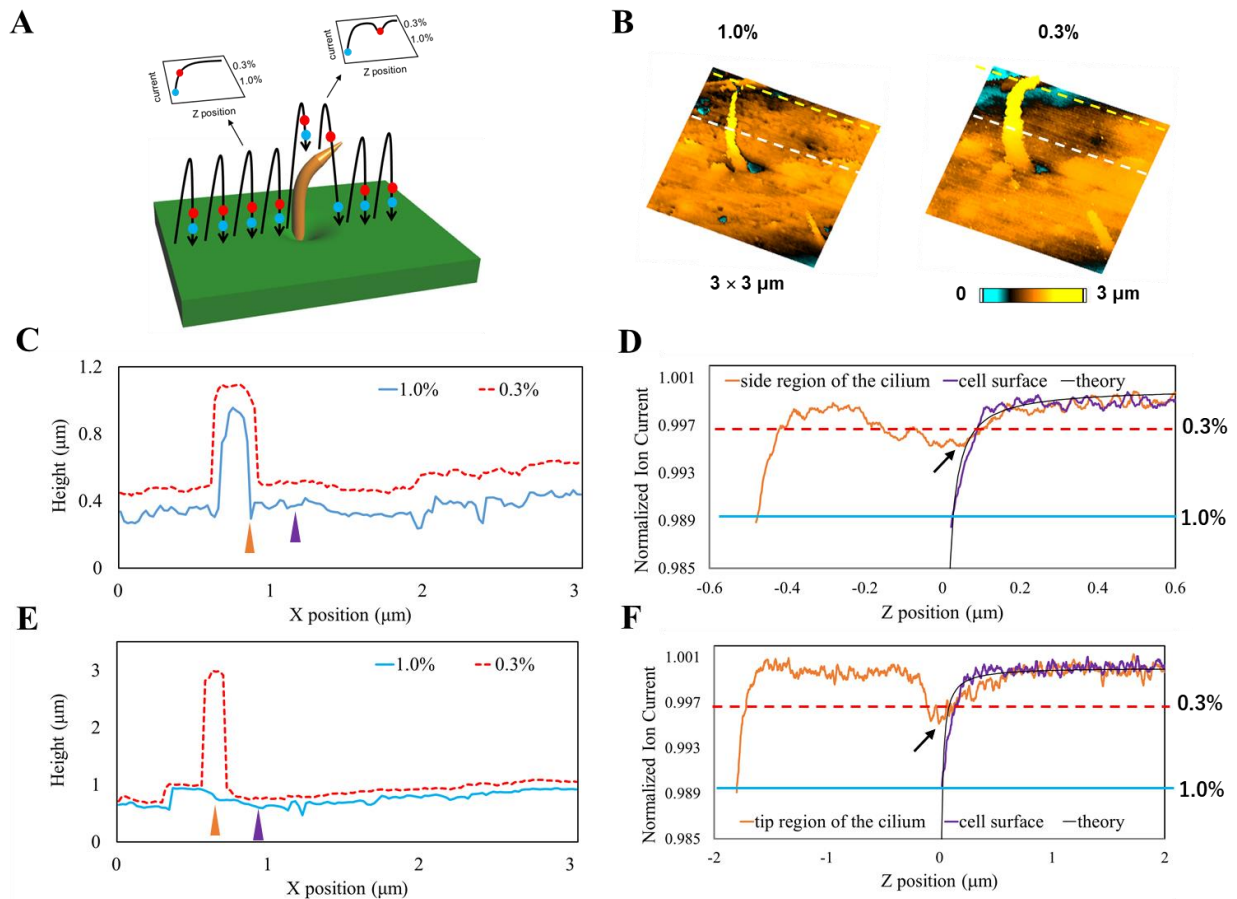 A
current
0.3%
1.0%
Z position
current
0.3%
1.0%
Z position
B
1.0%
0.3%
3 × 3 μm
0
3 μm
C
1.2
0.8
0.4
0
Height (μm)
1.0%
0.3%
0
1
2
3
X position (μm)
D
1.001
0.997
0.993
0.989
0.985
Normalized Ion Current
side region of the cilium
cell surface
theory
0.3%
1.0%
-0.6
-0.4
-0.2
0
0.2
0.4
0.6
Z position (μm)
E
3
2
1
0
Height (μm)
1.0%
0.3%
0
1
2
3
X position (μm)
F
1.001
0.997
0.993
0.989
0.985
Normalized Ion Current
0.3%
1.0%
tip region of the cilium
cell surface
theory
-2
-1
0
1
2
Z position (μm)